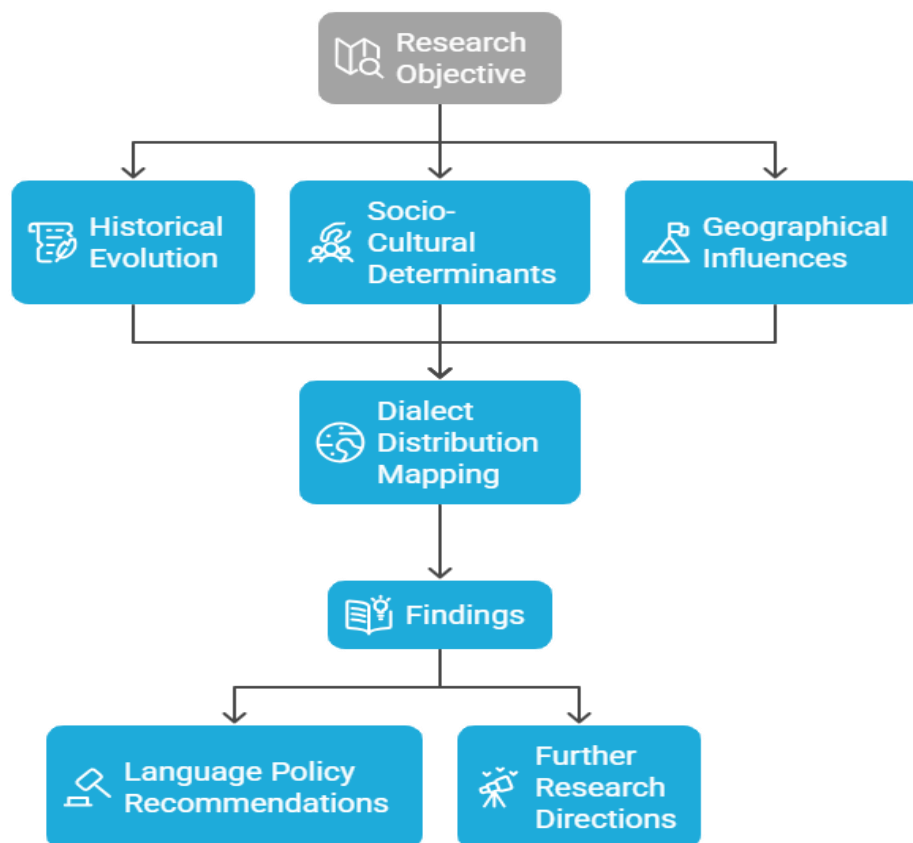 Research
Objective
Historical
Evolution
Socio-
Cultural
Determinants
Geographical
Influences
Dialect
Distribution
Mapping
Findings
Language Policy
Recommendations
Further
Research
Directions